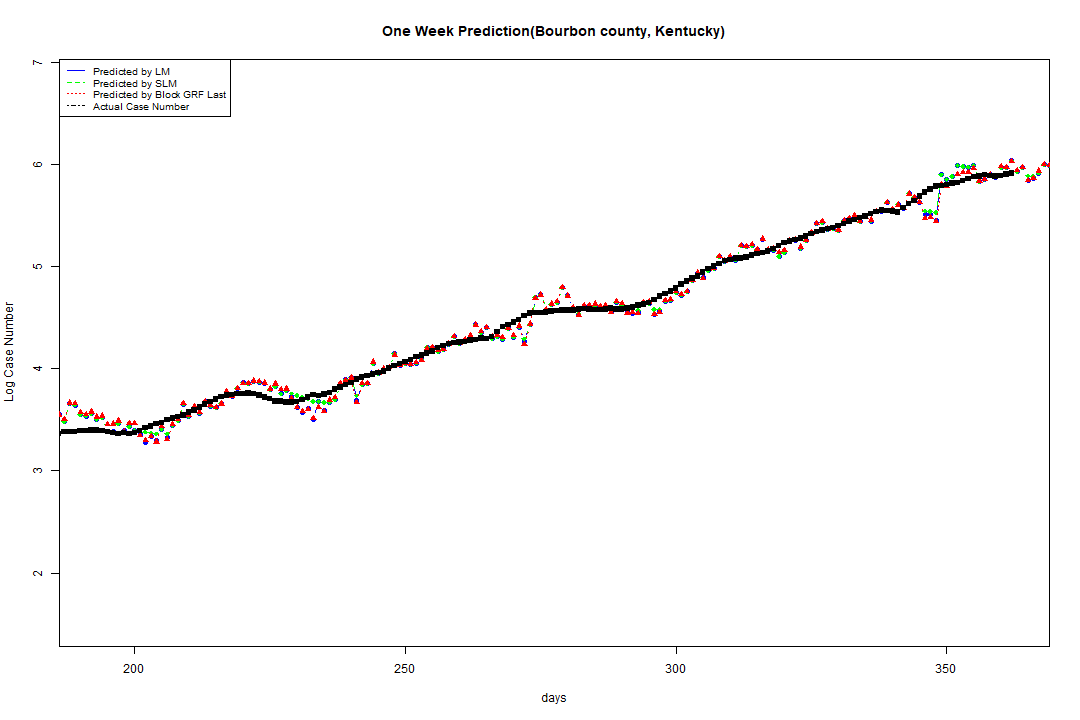 One Week Prediction(Bourbon county, Kentucky)
Predicted by LM
Predicted by SLM
Predicted by Block GRF Last
Actual Case Number
7
6
5
4
3
2
Log Case Number
200 250 300 350
days